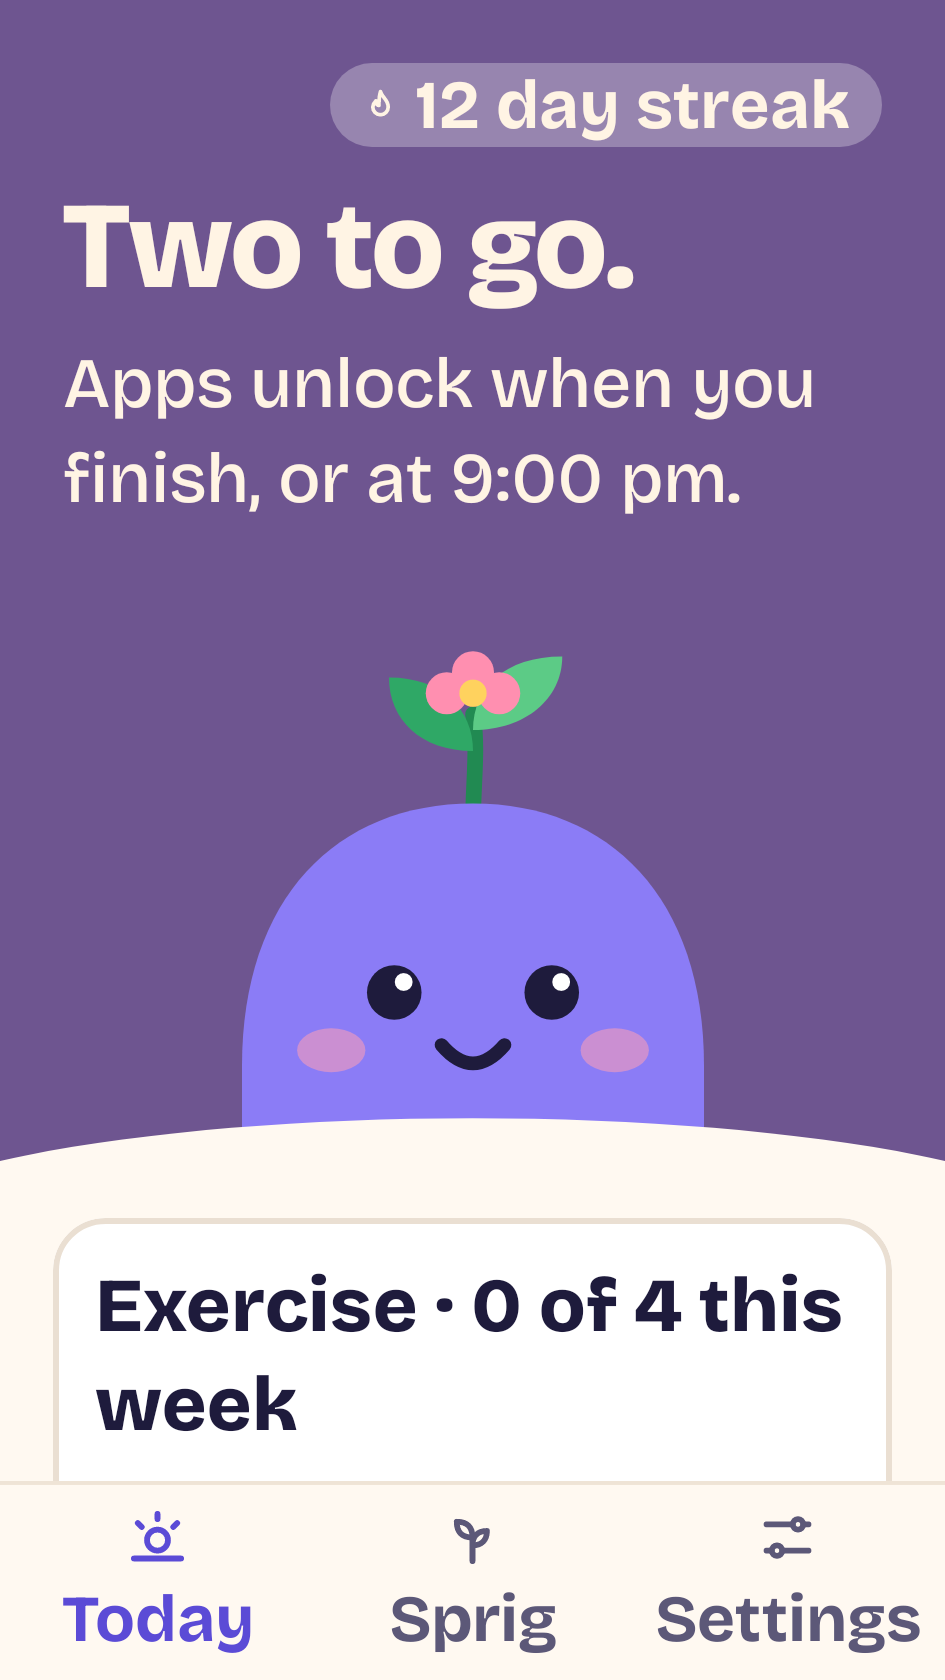 12 day streak
Two to go.
Apps unlock when you
finish, or at 9:00 pm.
Exercise · 0 of 4 this
week
Today
Sprig
Settings